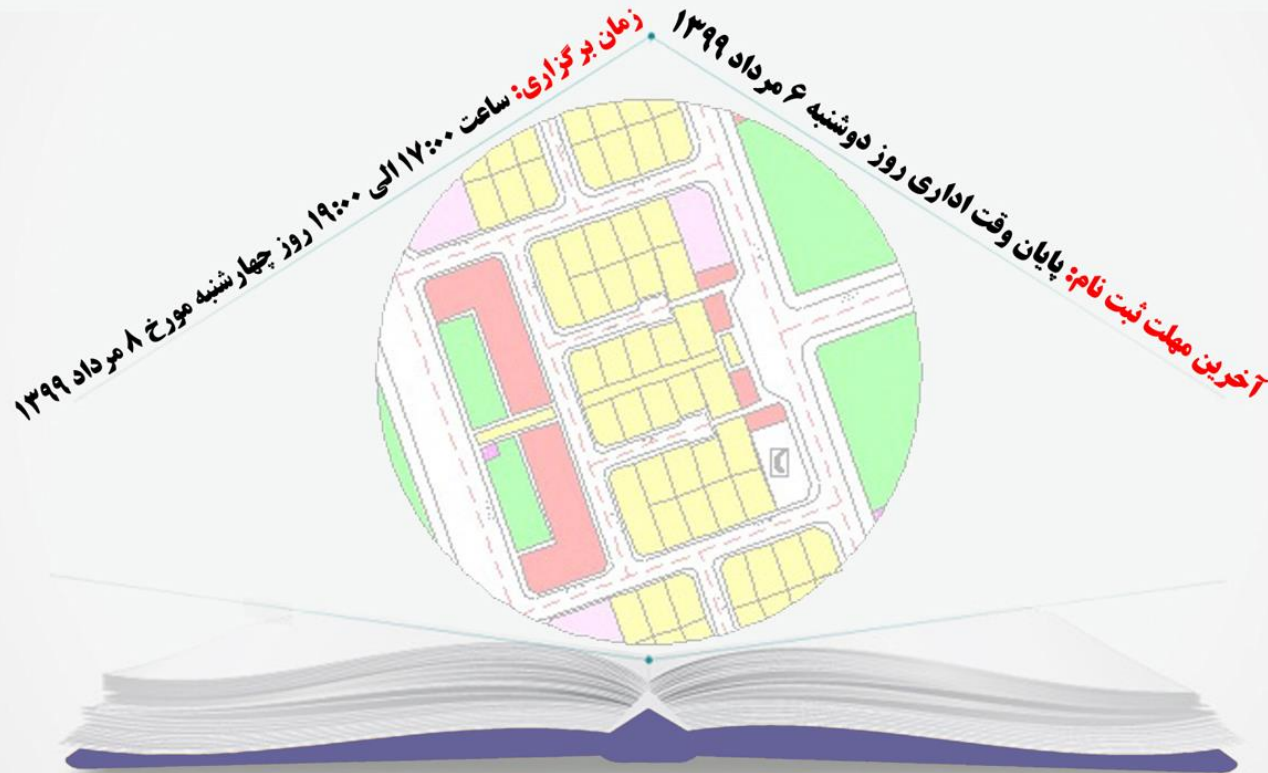 آخرین مهلت ثبت نام: پایان وقت اداری روز دوشنبه ۶ مرداد ۱۳۹۹
زمان برگزاری: ساعت ۱۷:۰۰ الی ۱۹:۰۰ روز چهارشنبه مورخ ۸ مرداد ۱۳۹۹